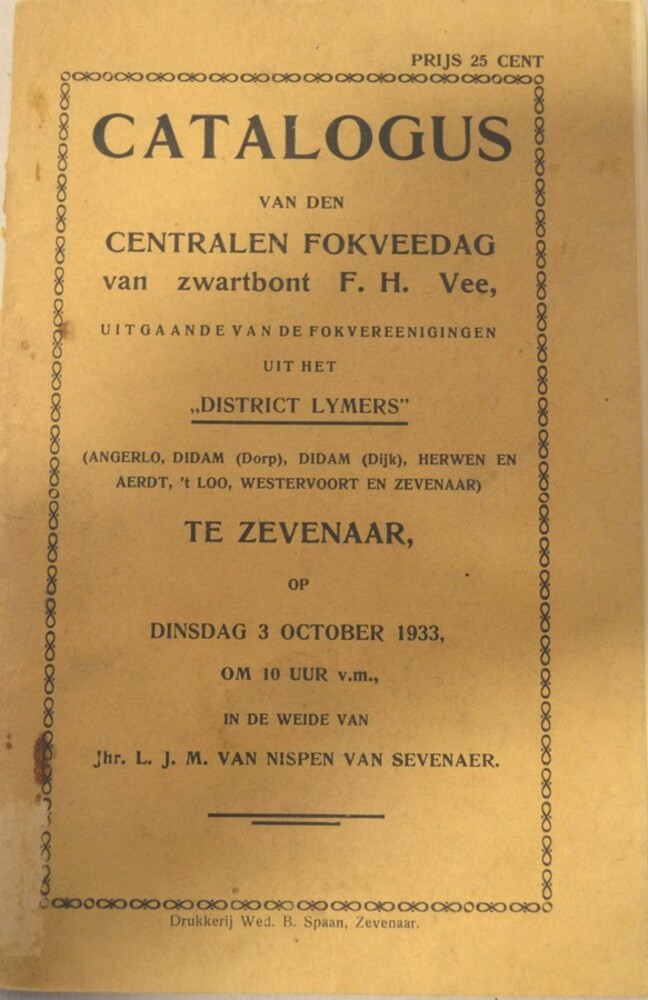 PRIJS 25 CENT
CATALOGUS
VAN DEN
CENTRALEN FOKVEEDAG
van zwartbont F. H. Vee,
UITGAANDE VAN DE FOKVEREENIGINGEN
UIT HET
„DISTRICT LYMERS"
(ANGERLO, DIDAM (Dorp), DIDAM (Dijk), HERWEN EN
AERDT, 't LOO, WESTERVOORT EN ZEVENAAR)
TE ZEVENAAR,
OP
DINSDAG 3 OCTOBER 1933,
OM 10 UUR v.m.,
IN DE WEIDE VAN
Jhr. L. J. M. VAN NISPEN VAN SEVENAER.
Drukkerij Wed. B. Spaan, Zevenaar.